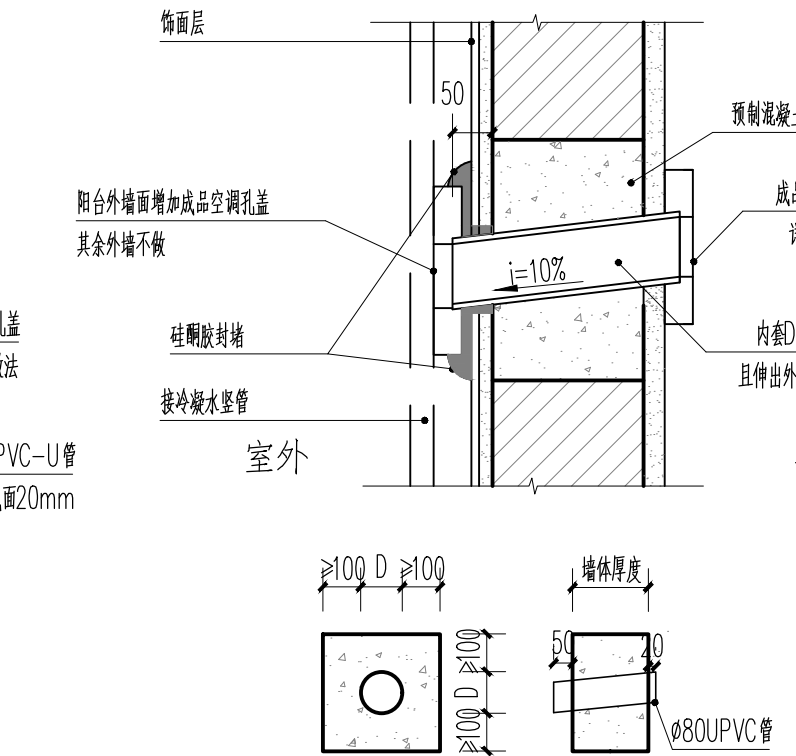 饰面层
50
预制混凝土
阳台外墙面增加成品空调孔盖
其余外墙不做
成品
i=10%
孔盖
做法
硅酮胶封堵
内套D
且伸出外
接冷凝水竖管
室外
PVC-U管
面20mm
≥100 D ≥100
墙体厚度
≥100
D
≥100
50
20
ø80UPVC管